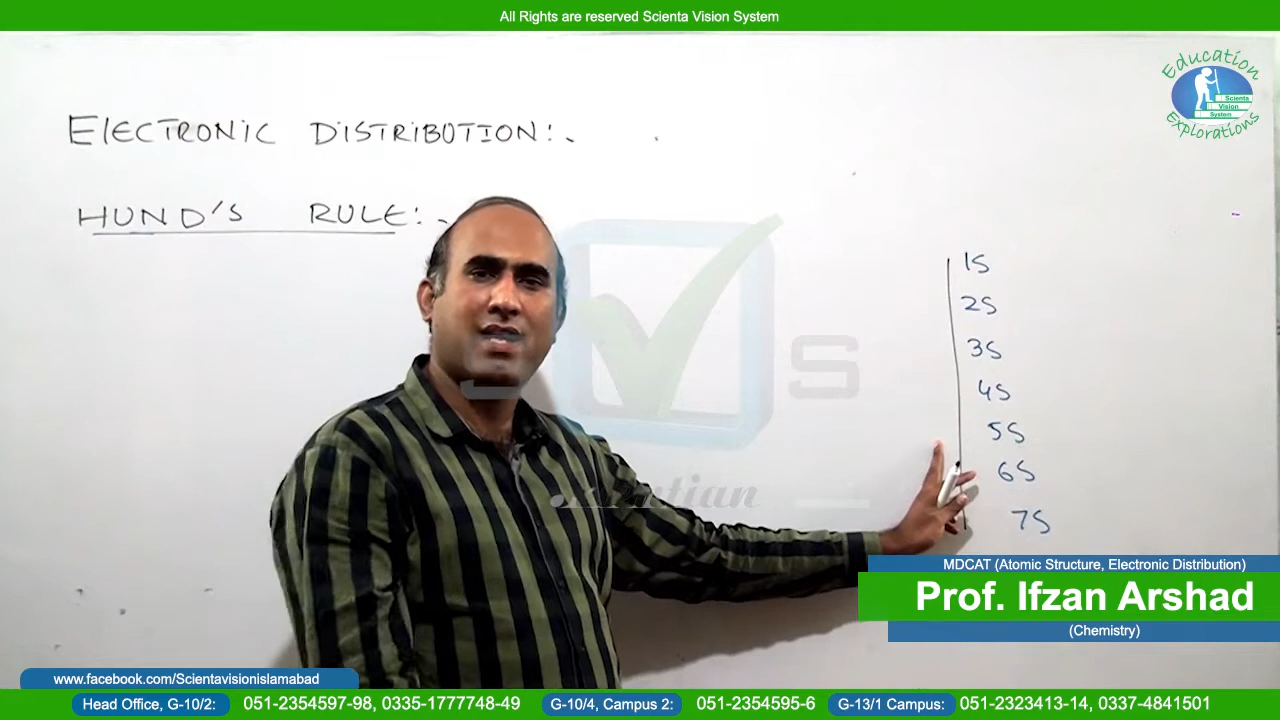 All Rights are reserved Scienta Vision System
Education
Scienta
Vision
System
Explorations
ELECTRONIC DISTRIBUTION:-
HUND'S RULE:-
1S
2S
3S
4S
5S
6S
7S
S
MDCAT (Atomic Structure, Electronic Distribution)
Prof. Ifzan Arshad
(Chemistry)
www.facebook.com/Scientavisionislamabad
Head Office, G-10/2: 051-2354597-98, 0335-1777748-49 G-10/4, Campus 2: 051-2354595-6 G-13/1 Campus: 051-2323413-14, 0337-4841501